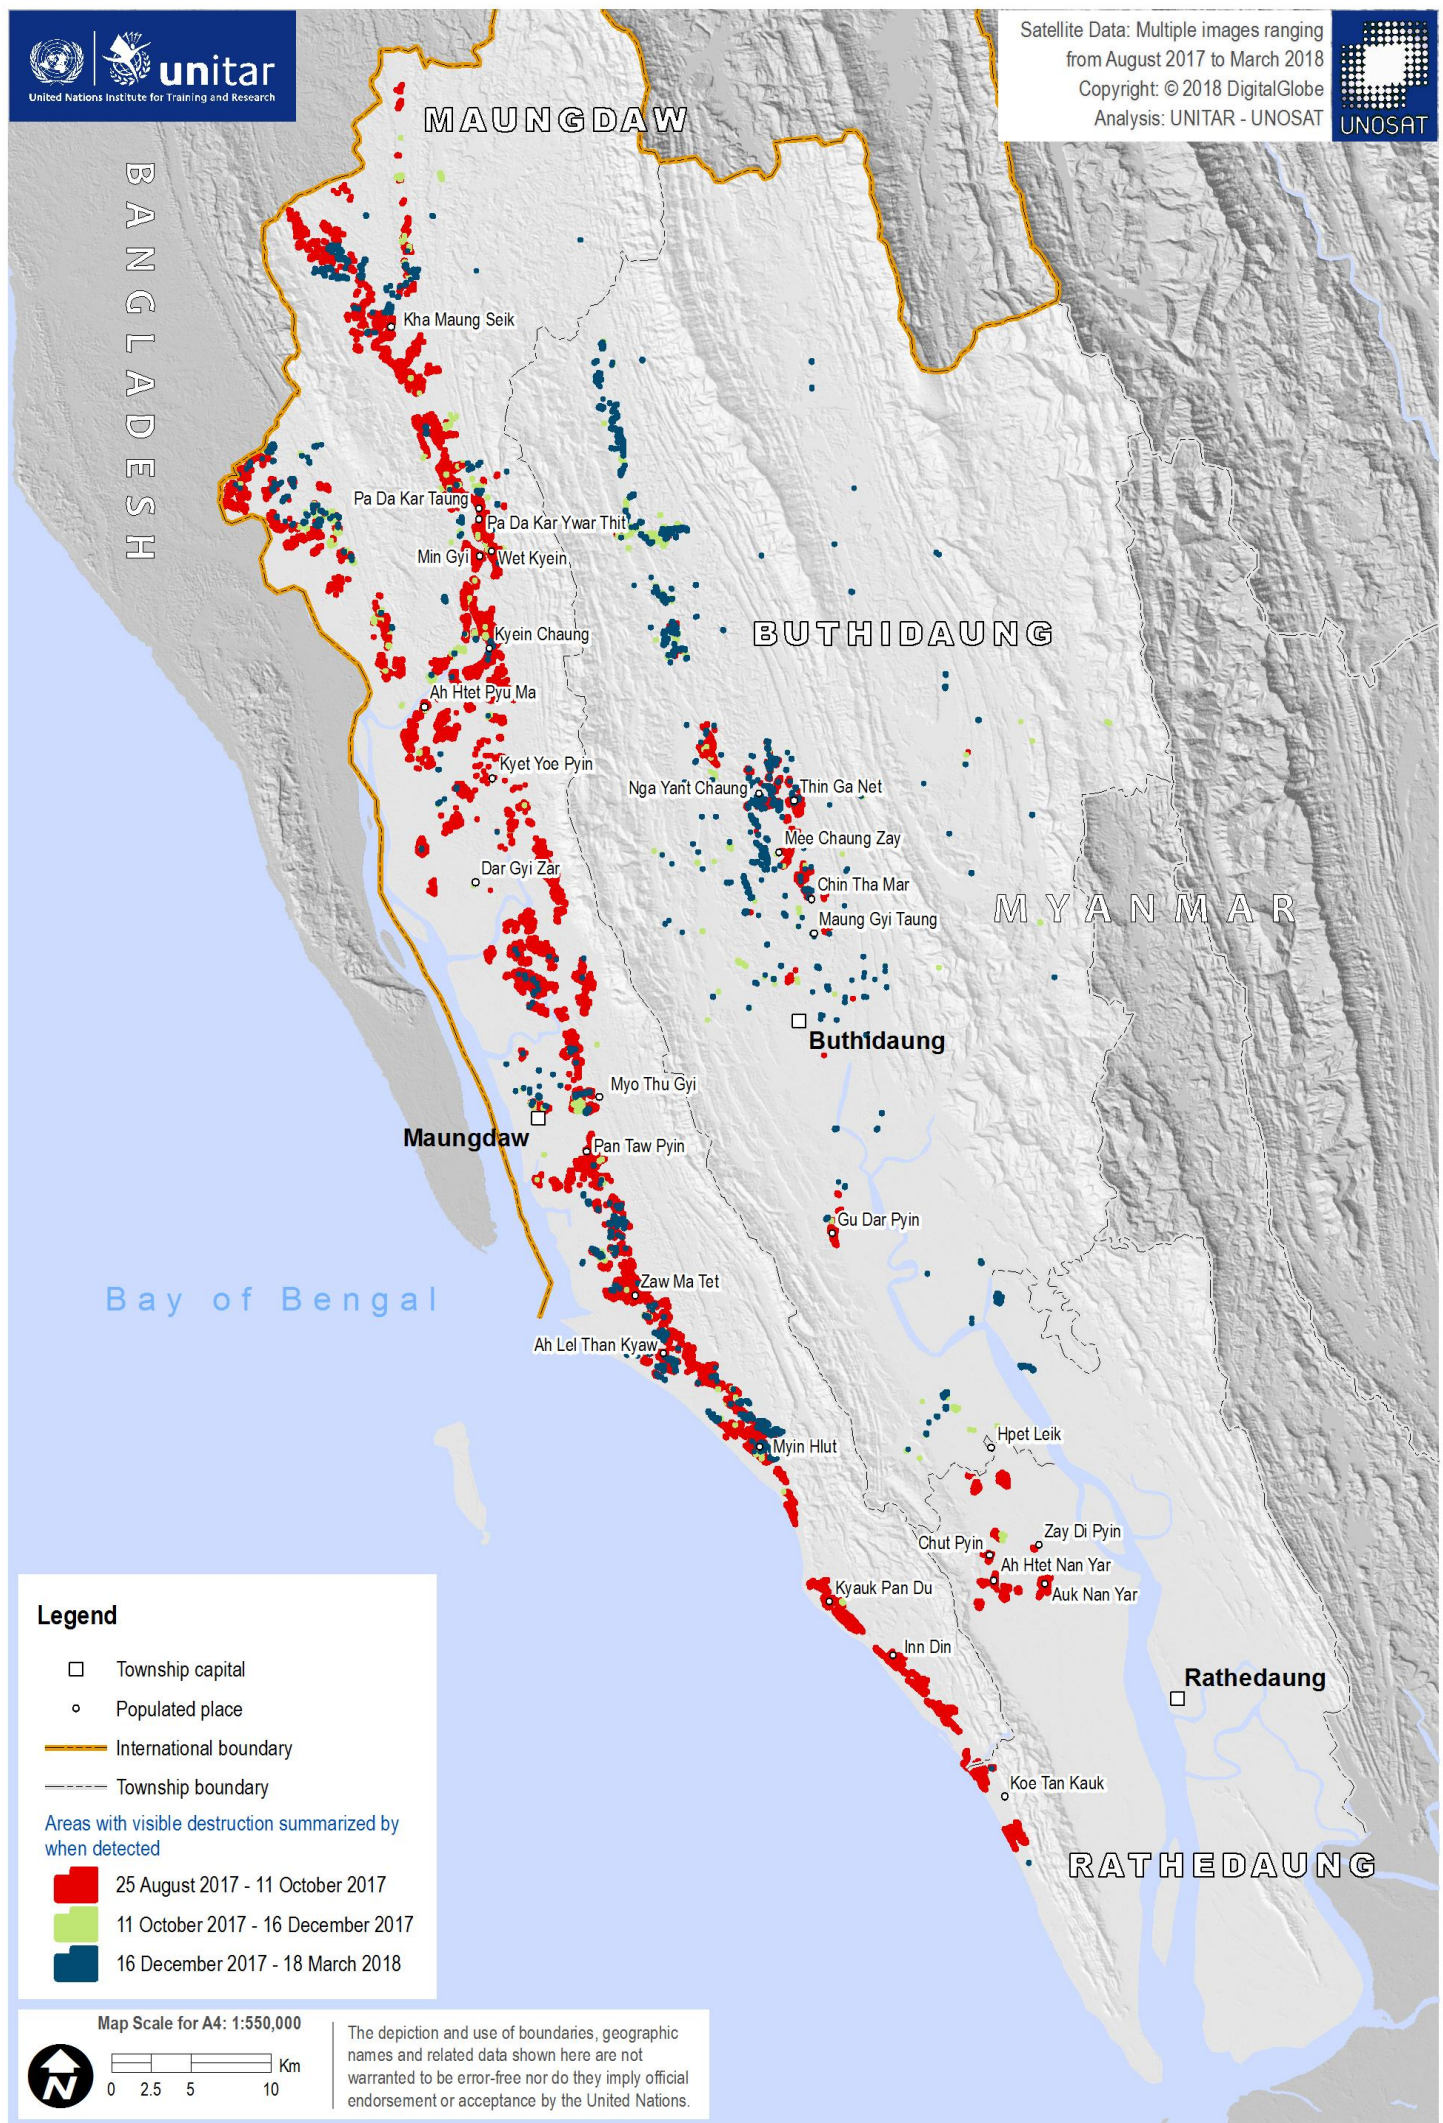 unitar
United Nations Institute for Training and Research
Satellite Data: Multiple images ranging
from August 2017 to March 2018
Copyright: © 2018 DigitalGlobe
Analysis: UNITAR - UNOSAT
UNOSAT
MAUNGDAW
BANGLADESH
Kha Maung Seik
Pa Da Kar Taung
Pa Da Kar Ywar Thit
Min Gyi
Wet Kyein
BUTHIDAUNG
Kyein Chaung
Ah Htet Pyu Ma
Kyet Yoe Pyin
Nga Yant Chaung
Thin Ga Net
Mee Chaung Zay
Dar Gyi Zar
Chin Tha Mar
MYANMAR
Maung Gyi Taung
Buthidaung
Myo Thu Gyi
Maungdaw
Pan Taw Pyin
Gu Dar Pyin
Zaw Ma Tet
Bay of Bengal
Ah Lel Than Kyaw
Hpet Leik
Myin Hlut
Zay Di Pyin
Chut Pyin
Ah Htet Nan Yar
Kyauk Pan Du
Auk Nan Yar
Inn Din
Rathedaung
Koe Tan Kauk
RATHEDAUNG
Legend
Township capital
Populated place
International boundary
Township boundary
Areas with visible destruction summarized by
when detected
25 August 2017 - 11 October 2017
11 October 2017 - 16 December 2017
16 December 2017 - 18 March 2018
Map Scale for A4: 1:550,000
Km
0 2.5 5 10
N
The depiction and use of boundaries, geographic
names and related data shown here are not
warranted to be error-free nor do they imply official
endorsement or acceptance by the United Nations.